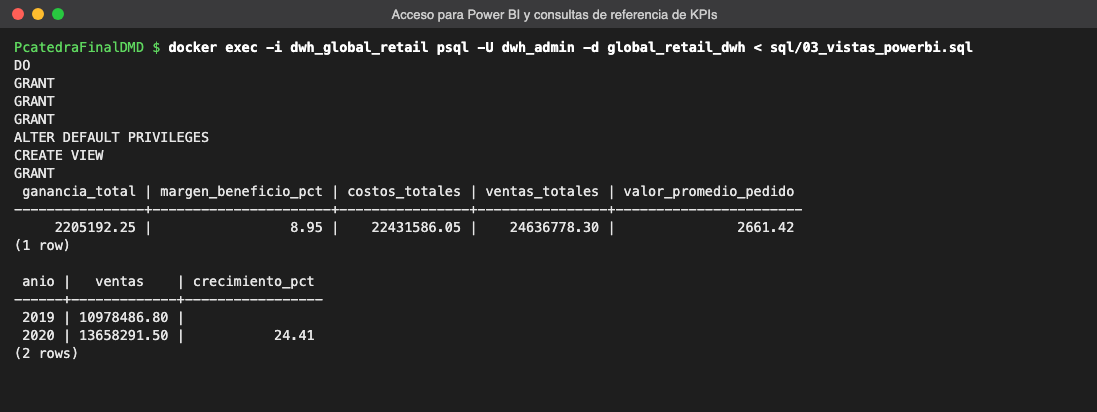 Acceso para Power BI y consultas de referencia de KPIs
PcatedraFinalDMD $ docker exec -i dwh_global_retail psql -U dwh_admin -d global_retail_dwh < sql/03_vistas_powerbi.sql
DO
GRANT
GRANT
GRANT
ALTER DEFAULT PRIVILEGES
CREATE VIEW
GRANT
 ganancia_total | margen_beneficio_pct | costos_totales | ventas_totales | valor_promedio_pedido
----------------+----------------------+----------------+----------------+-----------------------
     2205192.25 |                 8.95 |    22431586.05 |    24636778.30 |               2661.42
(1 row)
 anio |   ventas    | crecimiento_pct
------+-------------+-----------------
 2019 | 10978486.80 |
 2020 | 13658291.50 |           24.41
(2 rows)